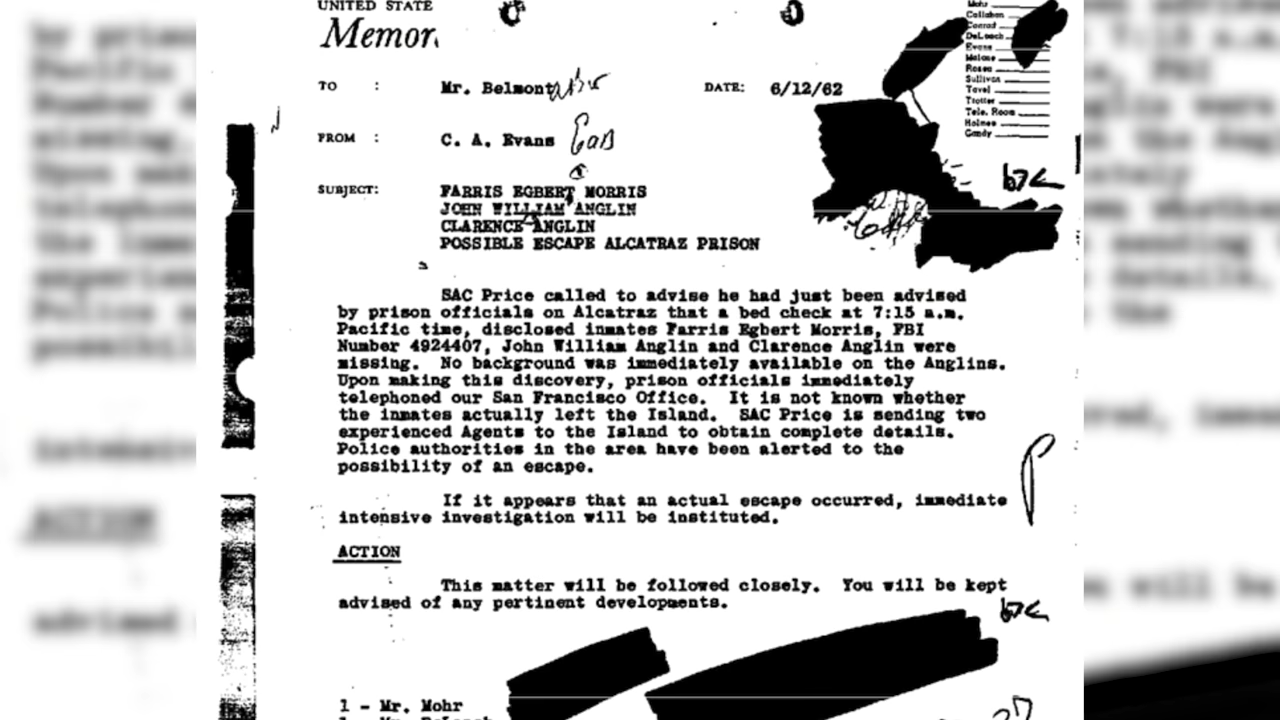 UNITED STATE
Memor
Mohr
Callahan
Conrad
DeLoach
Evans
Malone
Rosen
Sullivan
Tavel
Trotter
Tele. Room
Holmes
Gandy
TO : Mr. Belmont DATE: 6/12/62
FROM : C. A. Evans
SUBJECT: FARRIS EGBERT MORRIS
JOHN WILLIAM ANGLIN
CLARENCE ANGLIN
POSSIBLE ESCAPE ALCATRAZ PRISON
b7C
SAC Price called to advise he had just been advised
by prison officials on Alcatraz that a bed check at 7:15 a.m.
Pacific time, disclosed inmates Farris Egbert Morris, FBI
Number 4924407, John William Anglin and Clarence Anglin were
missing. No background was immediately available on the Anglins.
Upon making this discovery, prison officials immediately
telephoned our San Francisco Office. It is not known whether
the inmates actually left the Island. SAC Price is sending two
experienced Agents to the Island to obtain complete details.
Police authorities in the area have been alerted to the
possibility of an escape.
If it appears that an actual escape occurred, immediate
intensive investigation will be instituted.
ACTION
This matter will be followed closely. You will be kept
advised of any pertinent developments.
b7C
1 - Mr. Mohr
1 - Mr. DeLoach